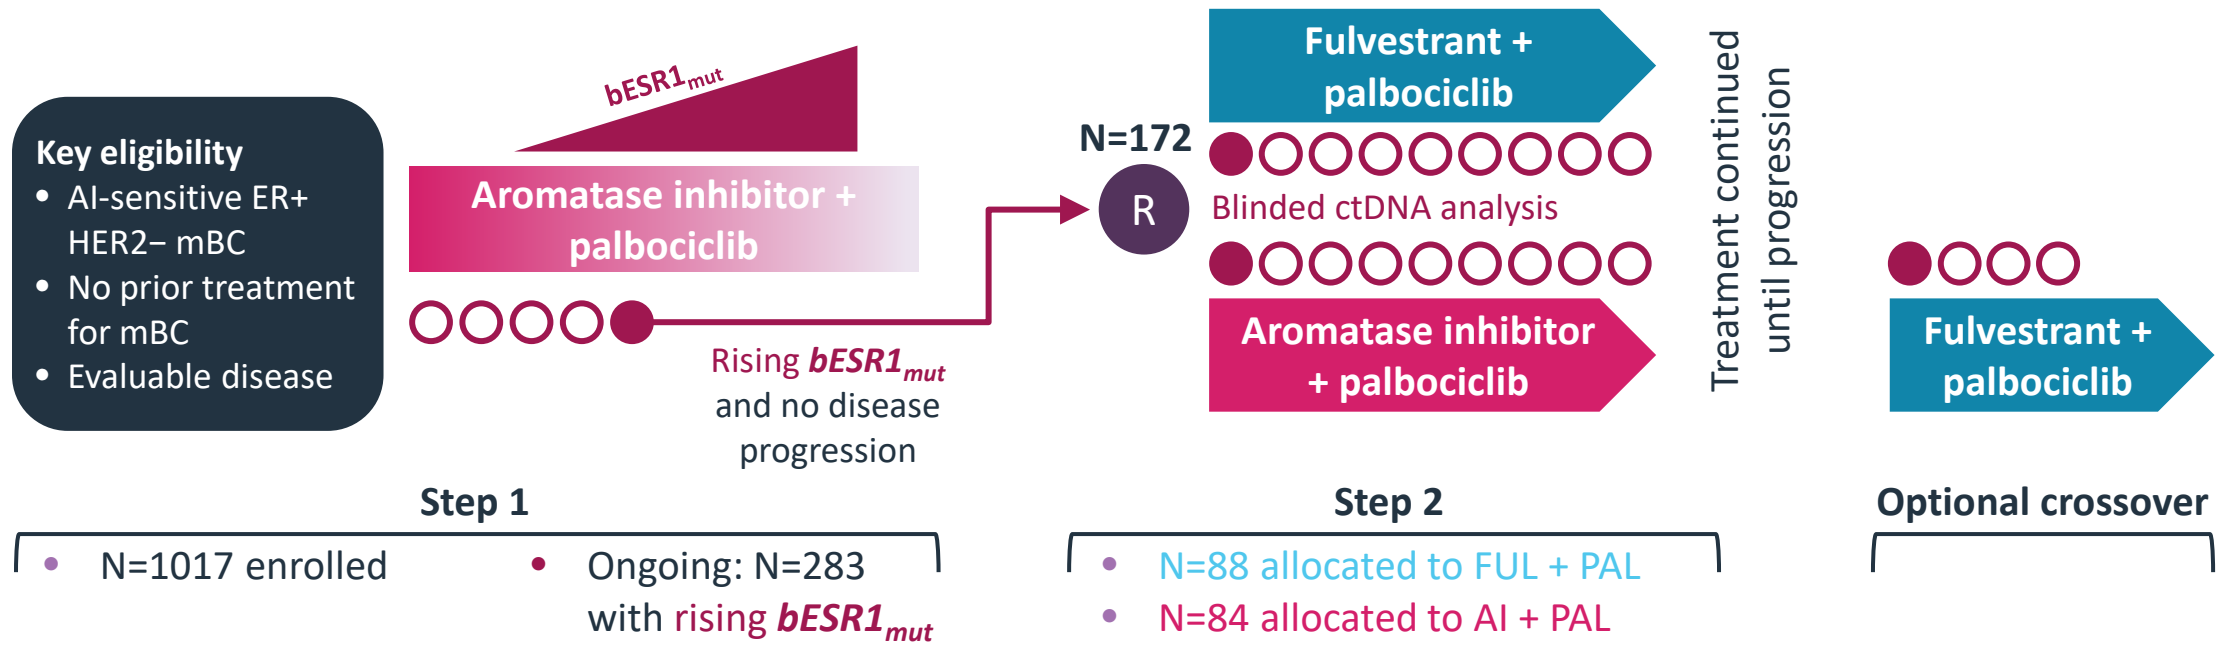 Key eligibility
• AI-sensitive ER+
HER2− mBC
• No prior treatment
for mBC
• Evaluable disease
bESR1mut
Aromatase inhibitor +
palbociclib
Rising bESR1mut
and no disease
progression
N=172
R
Fulvestrant +
palbociclib
Blinded ctDNA analysis
Aromatase inhibitor
+ palbociclib
Treatment continued
until progression
Fulvestrant +
palbociclib
Step 1
• N=1017 enrolled
• Ongoing: N=283
with rising bESR1mut
Step 2
• N=88 allocated to FUL + PAL
• N=84 allocated to AI + PAL
Optional crossover